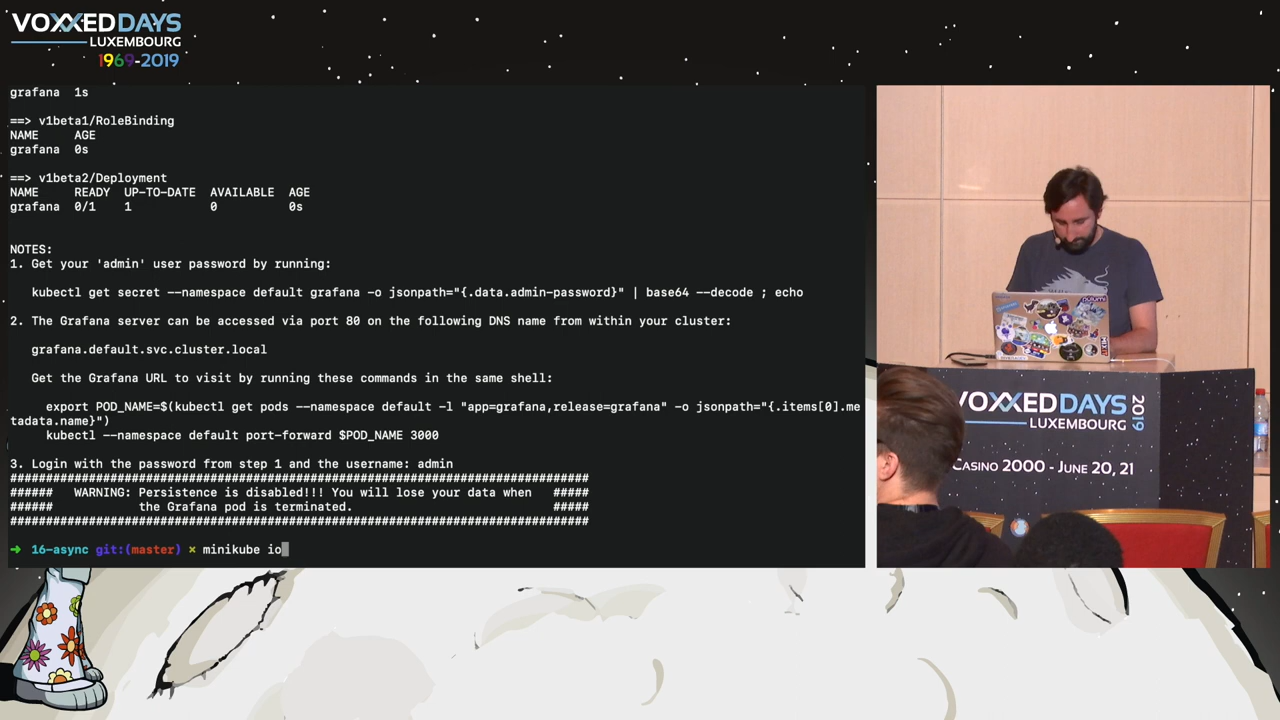 VOXXED DAYS
LUXEMBOURG
1969-2019
grafana  1s
==> v1beta1/RoleBinding
NAME     AGE
grafana  0s
==> v1beta2/Deployment
NAME     READY  UP-TO-DATE  AVAILABLE  AGE
grafana  0/1    1           0          0s
NOTES:
1. Get your 'admin' user password by running:
kubectl get secret --namespace default grafana -o jsonpath="{.data.admin-password}" | base64 --decode ; echo
2. The Grafana server can be accessed via port 80 on the following DNS name from within your cluster:
grafana.default.svc.cluster.local
Get the Grafana URL to visit by running these commands in the same shell:
export POD_NAME=$(kubectl get pods --namespace default -l "app=grafana,release=grafana" -o jsonpath="{.items[0].me
tadata.name}")
kubectl --namespace default port-forward $POD_NAME 3000
3. Login with the password from step 1 and the username: admin
#################################################################################
######   WARNING: Persistence is disabled!!! You will lose your data when   #####
######            the Grafana pod is terminated.                            #####
#################################################################################
➜  16-async git:(master) ✗ minikube io
VOXXED DAYS
LUXEMBOURG
2019
Casino 2000 - June 20, 21